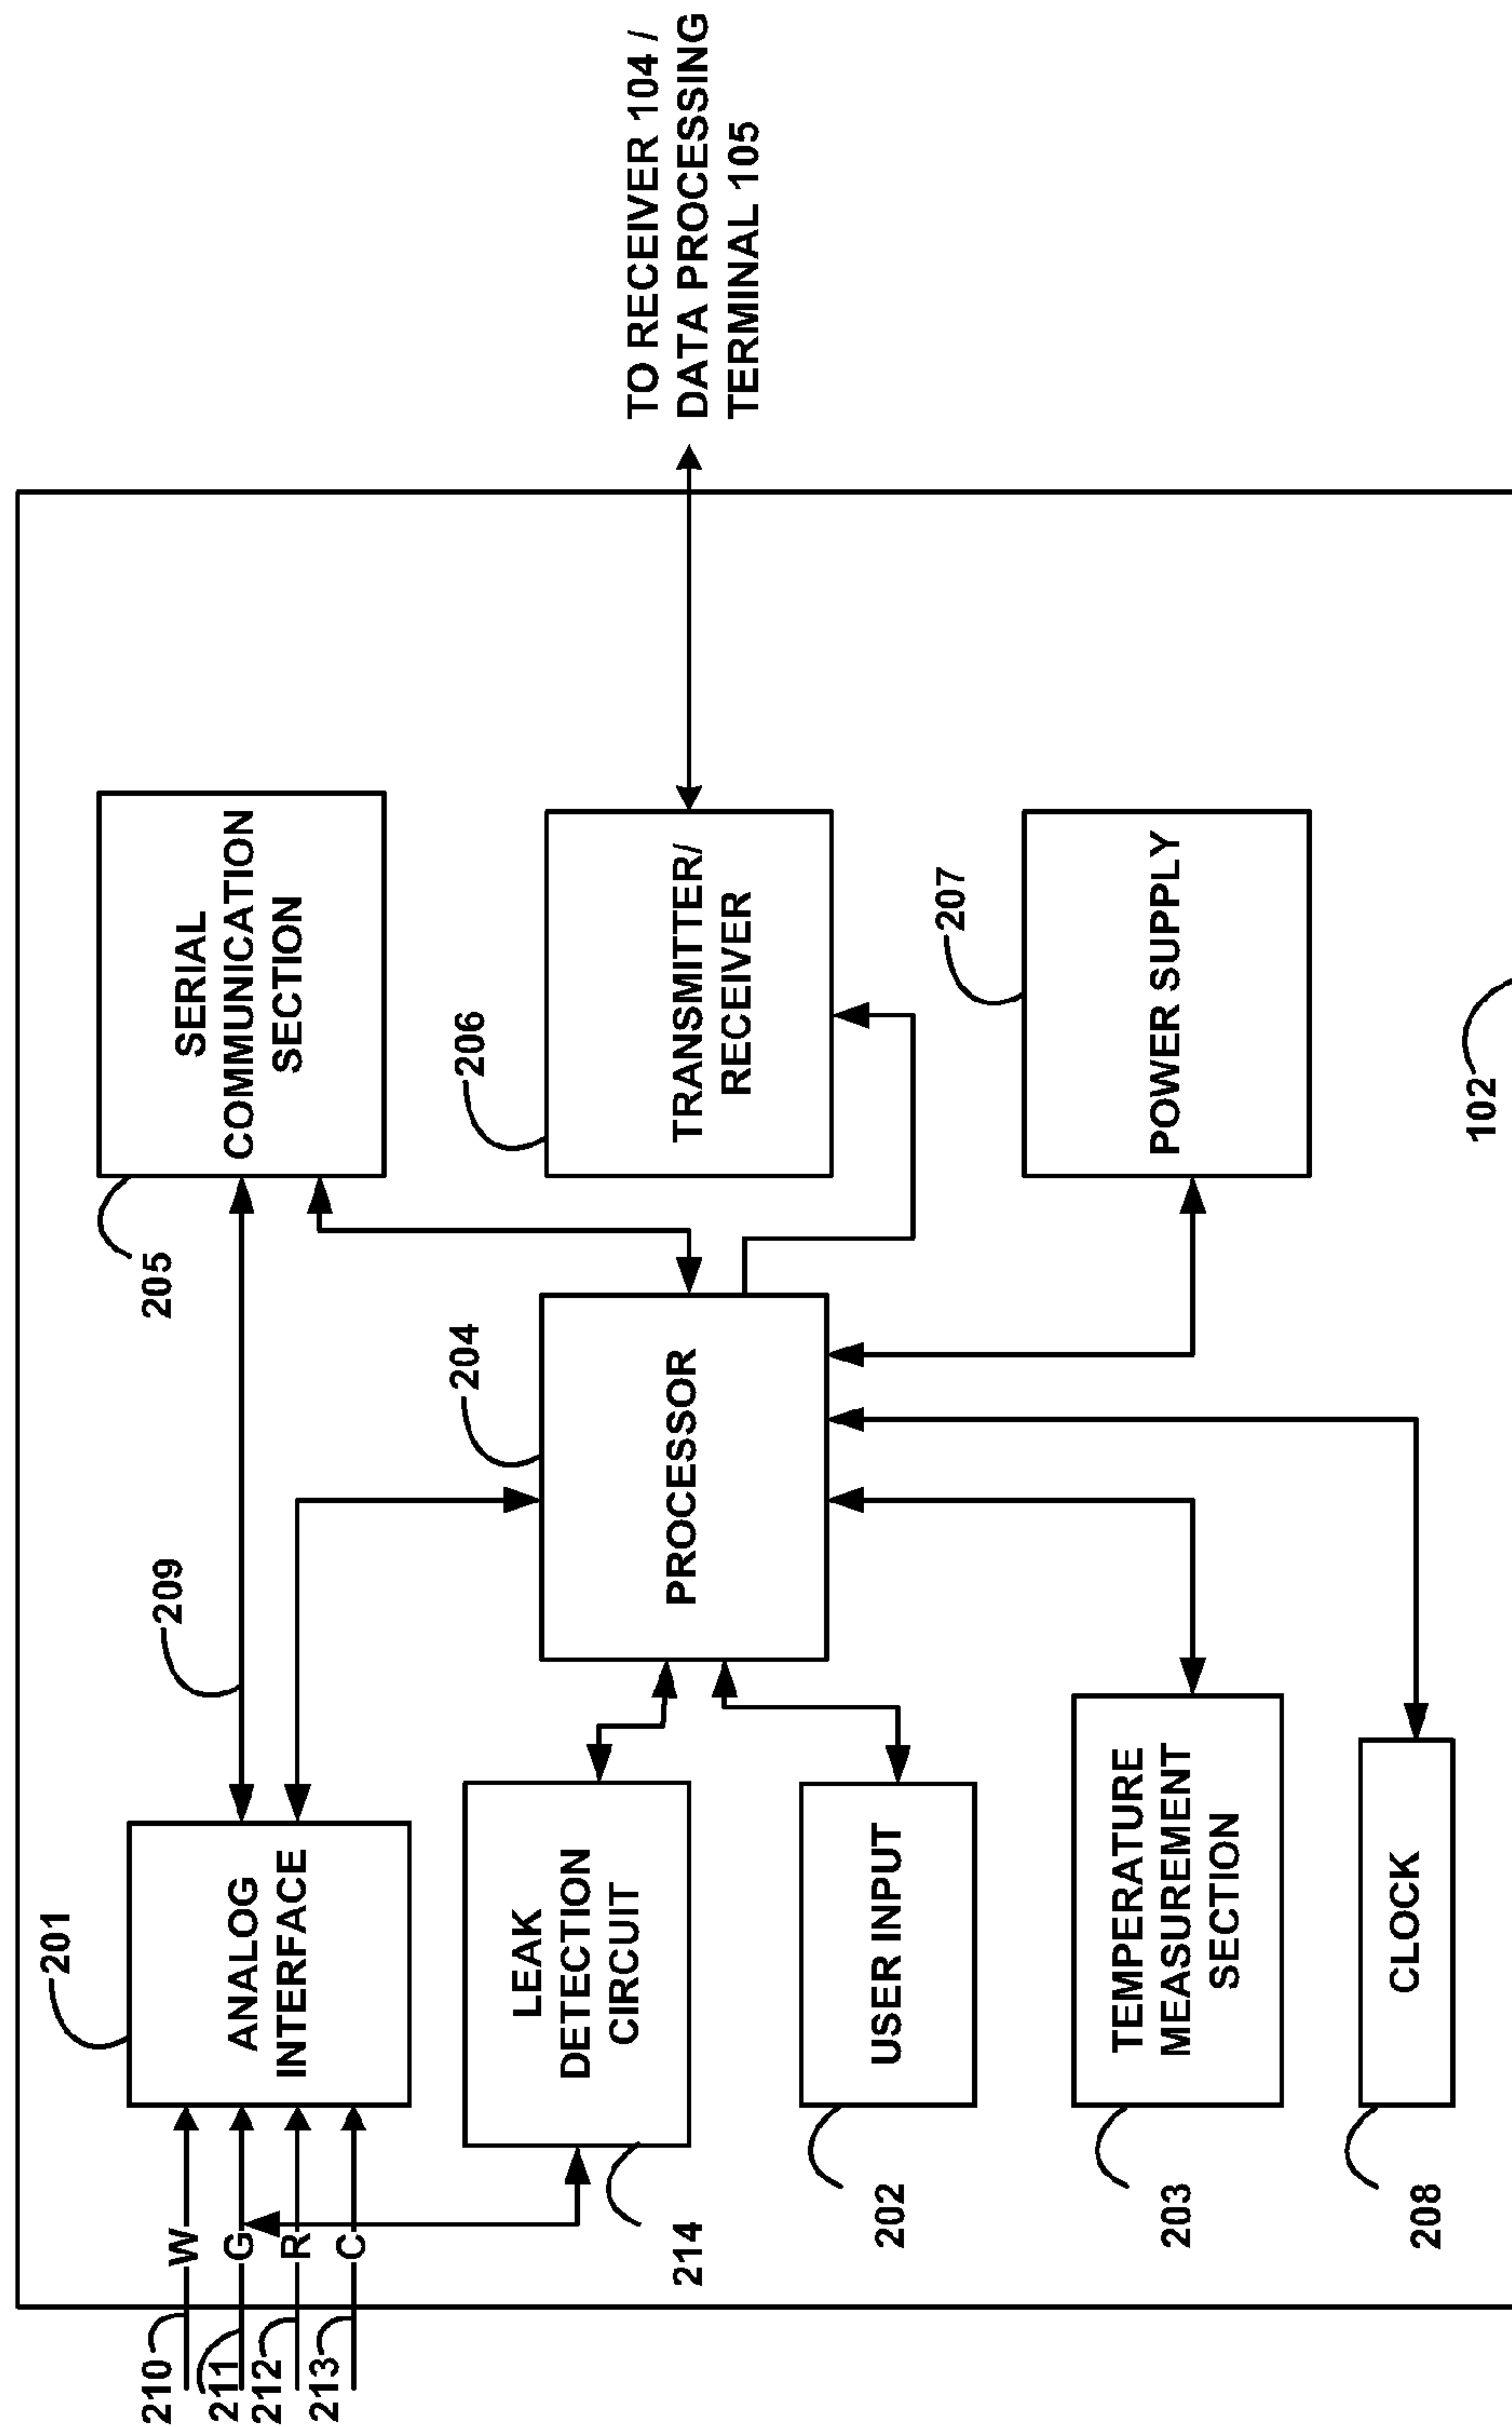 210
211
212
213
W
G
R
C
201
ANALOG
INTERFACE
209
205
SERIAL
COMMUNICATION
SECTION
214
LEAK
DETECTION
CIRCUIT
204
PROCESSOR
206
TRANSMITTER/
RECEIVER
TO RECEIVER 104 /
DATA PROCESSING
TERMINAL 105
202
USER INPUT
203
TEMPERATURE
MEASUREMENT
SECTION
207
POWER SUPPLY
208
CLOCK
102